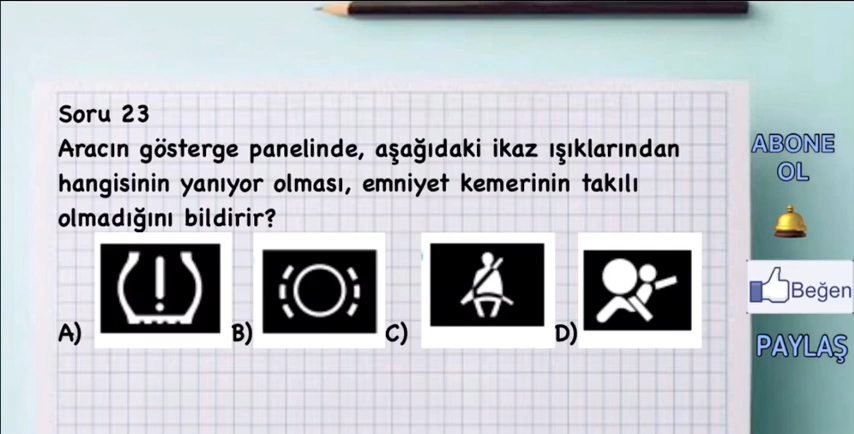 Soru 23
Aracın gösterge panelinde, aşağıdaki ikaz ışıklarından
hangisinin yanıyor olması, emniyet kemerinin takılı
olmadığını bildirir?
A) B) C) D)
ABONE
OL
Beğen
PAYLAŞ